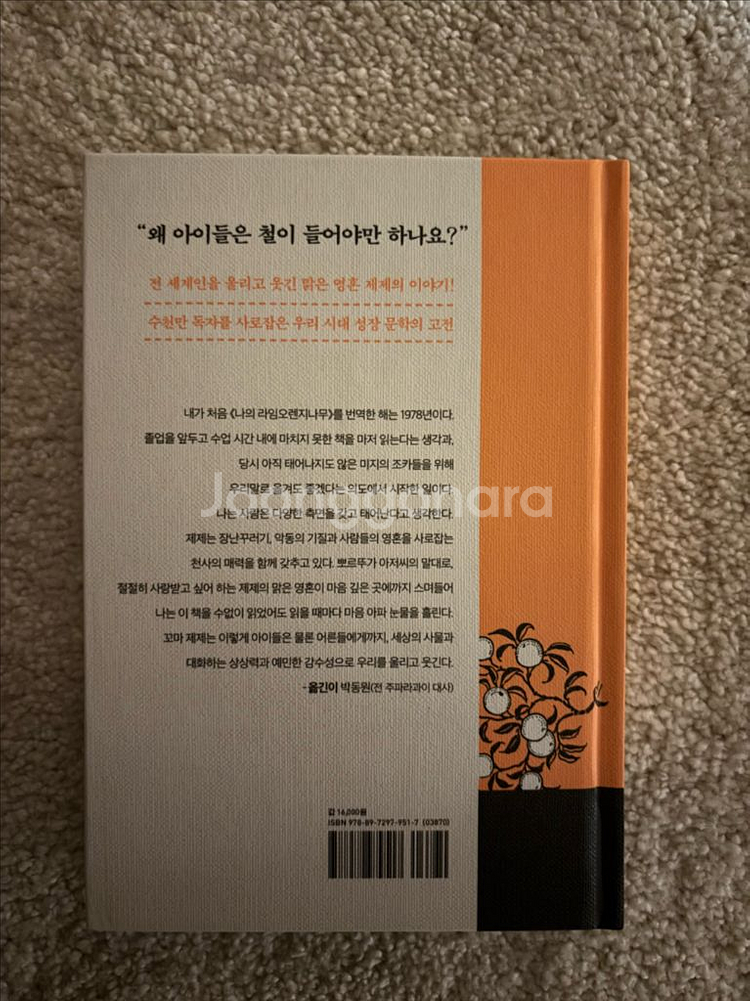 “왜 아이들은 철이 들어야만 하나요?”
전 세계인을 울리고 웃긴 맑은 영혼 제제의 이야기!
수천만 독자를 사로잡은 우리 시대 성장 문학의 고전
내가 처음 《나의 라임오렌지나무》를 번역한 해는 1978년이다.
졸업을 앞두고 수업 시간 내에 마치지 못한 책을 마저 읽는다는 생각과,
당시 아직 태어나지도 않은 미지의 조카들을 위해
우리말로 옮겨도 좋겠다는 의도에서 시작한 일이다.
Joonggonara
나는 사람은 다양한 측면을 갖고 태어난다고 생각한다.
제제는 장난꾸러기, 악동의 기질과 사람들의 영혼을 사로잡는
천사의 매력을 함께 갖추고 있다. 뽀르뚜가 아저씨의 말대로,
절절히 사랑받고 싶어 하는 제제의 맑은 영혼이 마음 깊은 곳에까지 스며들어
나는 이 책을 수없이 읽었어도 읽을 때마다 마음 아파 눈물을 흘린다.
꼬마 제제는 이렇게 아이들은 물론 어른들에게까지, 세상의 사물과
대화하는 상상력과 예민한 감수성으로 우리를 울리고 웃긴다.
- 옮긴이 박동원(전 주파라과이 대사)
값 14,000원
ISBN 978-89-7297-951-7 (03870)